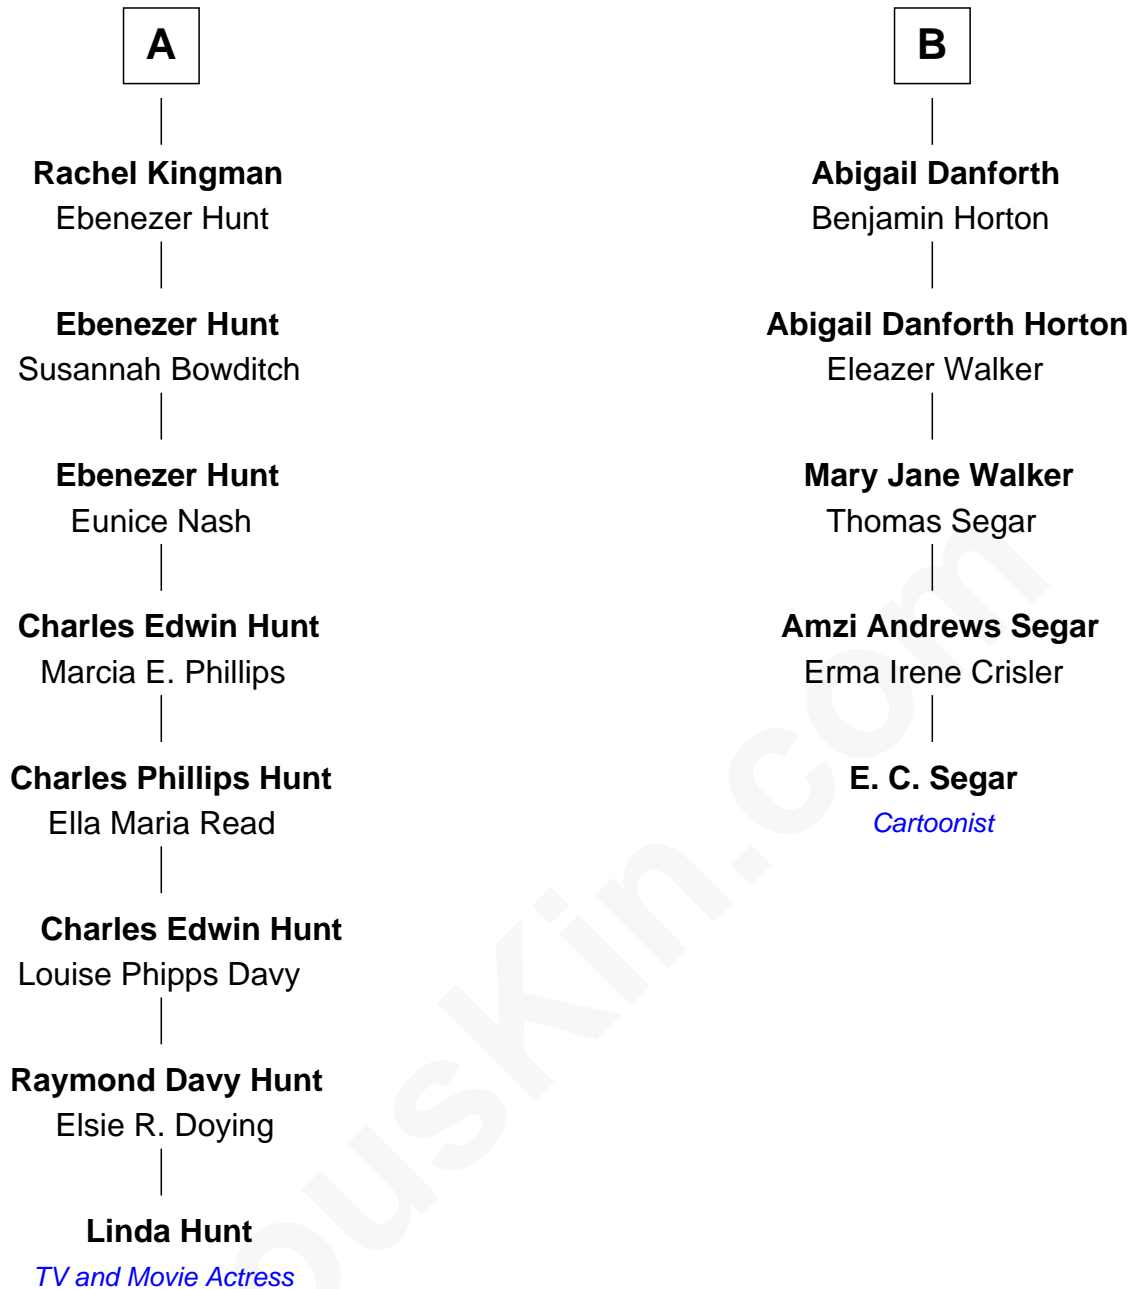 A
Rachel Kingman
Ebenezer Hunt
Ebenezer Hunt
Susannah Bowditch
Ebenezer Hunt
Eunice Nash
Charles Edwin Hunt
Marcia E. Phillips
Charles Phillips Hunt
Ella Maria Read
Charles Edwin Hunt
Louise Phipps Davy
Raymond Davy Hunt
Elsie R. Doying
Linda Hunt
TV and Movie Actress
B
Abigail Danforth
Benjamin Horton
Abigail Danforth Horton
Eleazer Walker
Mary Jane Walker
Thomas Segar
Amzi Andrews Segar
Erma Irene Crisler
E. C. Segar
Cartoonist
ousKin.com